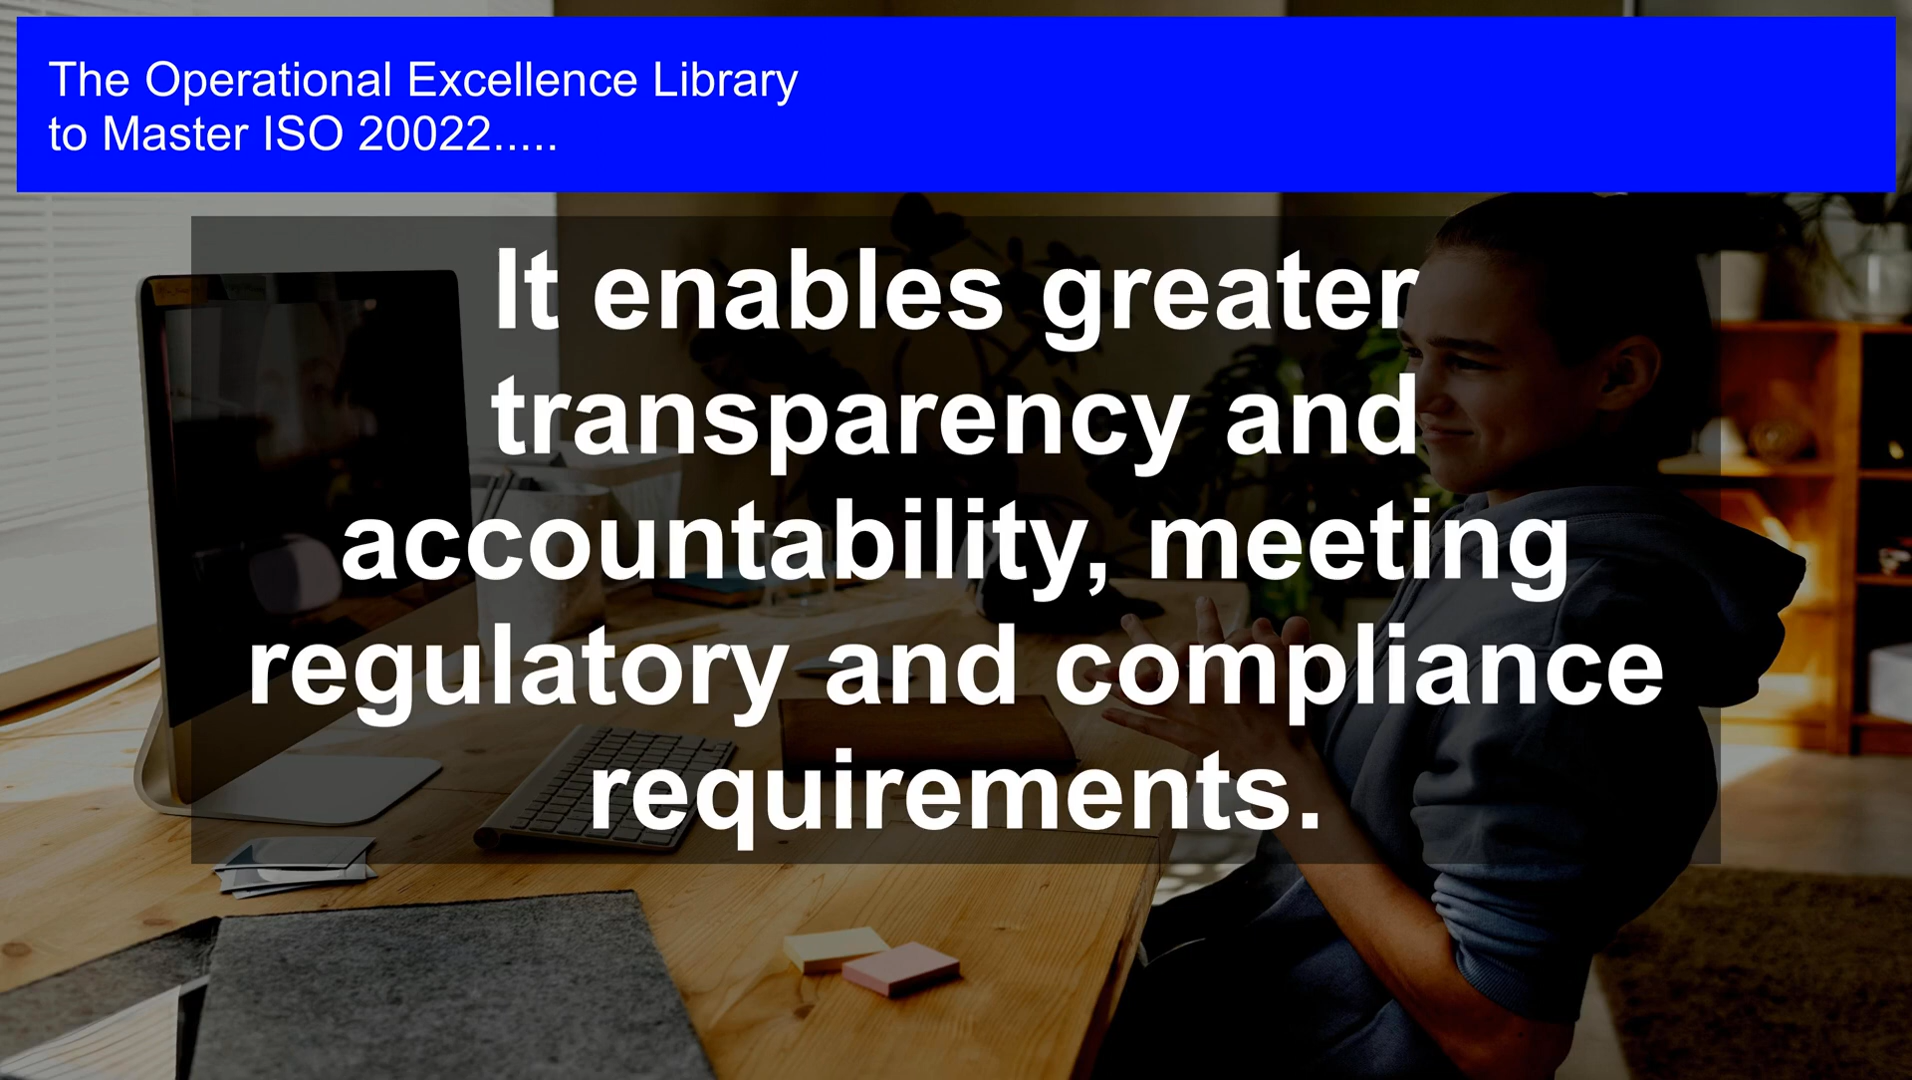 The Operational Excellence Library
to Master ISO 20022.....
It enables greater
transparency and
accountability, meeting
regulatory and compliance
requirements.